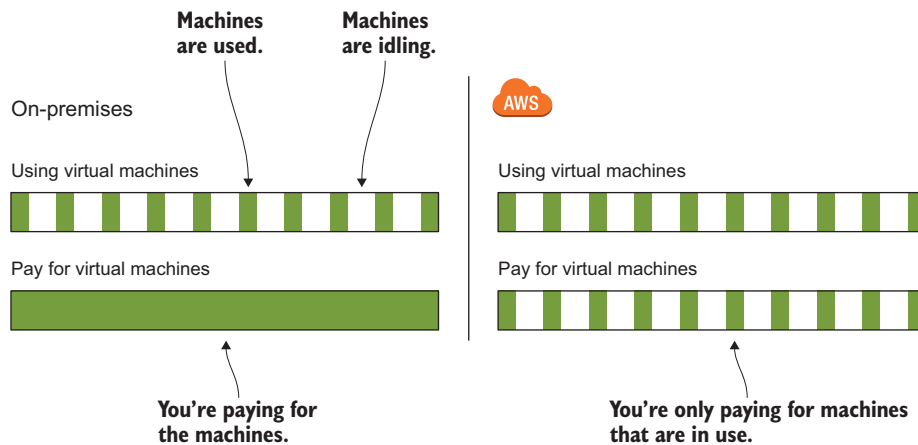 Machines
are used.
Machines
are idling.
On-premises
AWS
Using virtual machines
Using virtual machines
Pay for virtual machines
Pay for virtual machines
You're paying for
the machines.
You're only paying for machines
that are in use.